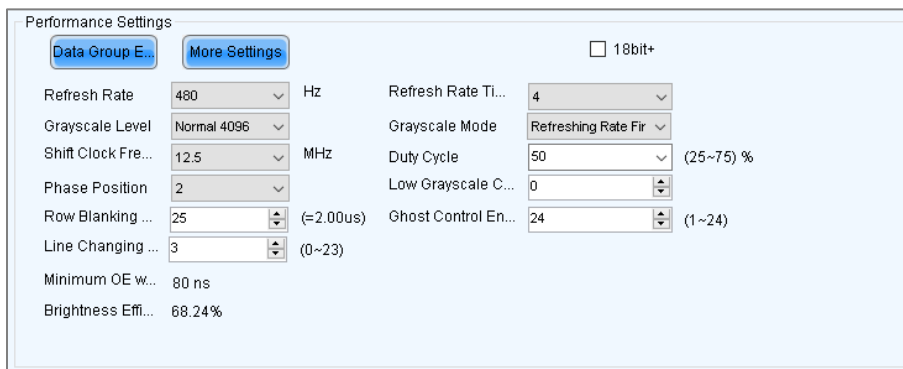 Performance Settings
Data Group E... More Settings 18bit+
Refresh Rate 480 Hz Refresh Rate Ti... 4
Grayscale Level Normal 4096 Grayscale Mode Refreshing Rate Fir
Shift Clock Fre... 12.5 MHz Duty Cycle 50 (25~75) %
Phase Position 2 Low Grayscale C... 0
Row Blanking ... 25 (=2.00us) Ghost Control En... 24 (1~24)
Line Changing ... 3 (0~23)
Minimum OE w... 80 ns
Brightness Effi... 68.24%